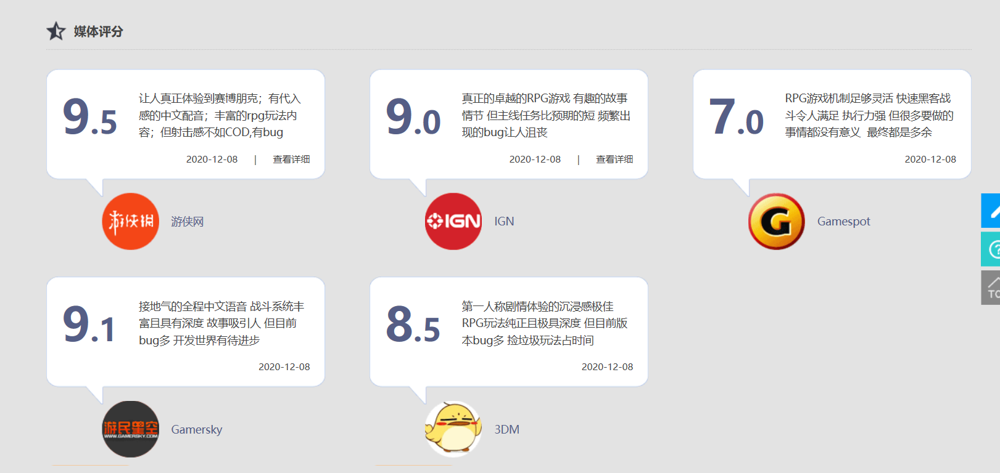 媒体评分
9.5
让人真正体验到赛博朋克；有代入
感的中文配音；丰富的rpg玩法内
容；但射击感不如COD,有bug
2020-12-08 | 查看详细
游侠网
游侠网
9.0
真正的卓越的RPG游戏 有趣的故事
情节 但主线任务比预期的短 频繁出
现的bug让人沮丧
2020-12-08 | 查看详细
IGN
IGN
7.0
RPG游戏机制足够灵活 快速黑客战
斗令人满足 执行力强 但很多要做的
事情都没有意义 最终都是多余
2020-12-08
G
Gamespot
9.1
接地气的全程中文语音 战斗系统丰
富且具有深度 故事吸引人 但目前
bug多 开发世界有待进步
2020-12-08
游民星空
WWW.GAMERSKY.COM
Gamersky
8.5
第一人称剧情体验的沉浸感极佳
RPG玩法纯正且极具深度 但目前版
本bug多 捡垃圾玩法占时间
2020-12-08
3DM